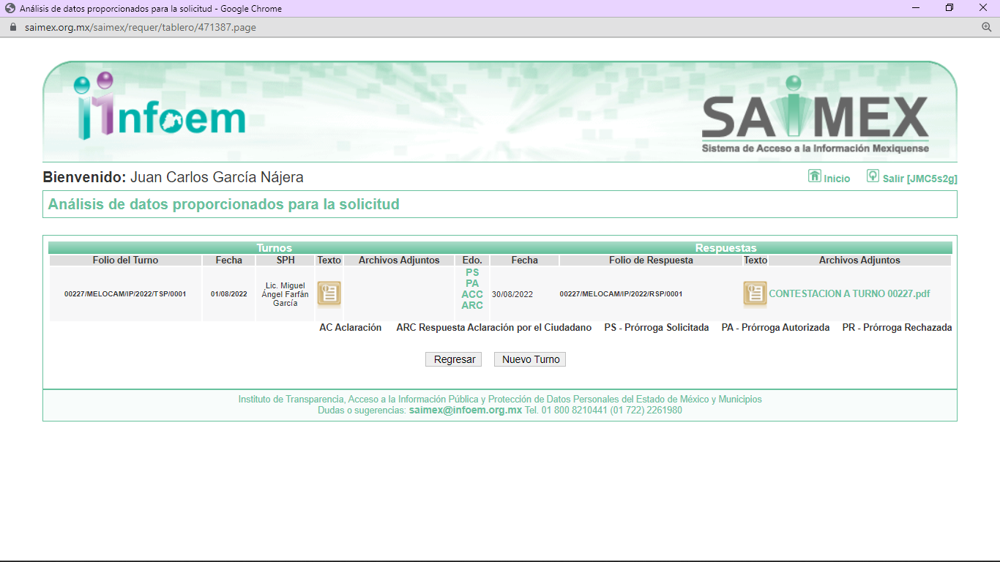 Análisis de datos proporcionados para la solicitud - Google Chrome
saimex.org.mx/saimex/requer/tablero/471387.page
infoem
SAIMEX
Sistema de Acceso a la Información Mexiquense
Bienvenido: Juan Carlos García Nájera
Inicio Salir [JMC5s2g]
Análisis de datos proporcionados para la solicitud
Turnos Respuestas
Folio del Turno Fecha SPH Texto Archivos Adjuntos Edo. Fecha Folio de Respuesta Texto Archivos Adjuntos
00227/MELOCAM/IP/2022/TSP/0001 01/08/2022
Lic. Miguel
Ángel Farfán
García
PS
PA
ACC
ARC
30/08/2022 00227/MELOCAM/IP/2022/RSP/0001 CONTESTACION A TURNO 00227.pdf
AC Aclaración ARC Respuesta Aclaración por el Ciudadano PS - Prórroga Solicitada PA - Prórroga Autorizada PR - Prórroga Rechazada
Regresar Nuevo Turno
Instituto de Transparencia, Acceso a la Información Pública y Protección de Datos Personales del Estado de México y Municipios
Dudas o sugerencias: saimex@infoem.org.mx Tel. 01 800 8210441 (01 722) 2261980